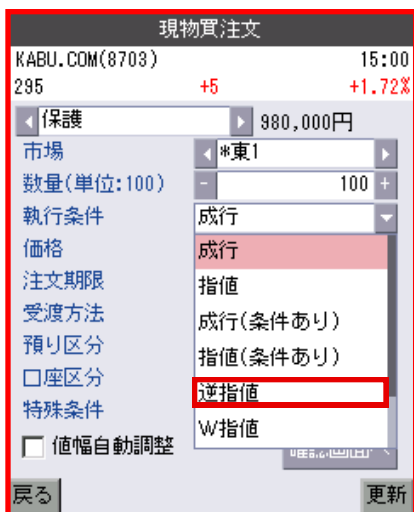 現物買注文
KABU.COM(8703) 15:00
295 +5 +1.72%
保護 980,000円
市場 *東1
数量(単位:100) - 100 +
執行条件 成行
価格 成行
注文期限 指値
受渡方法 成行(条件あり)
預り区分 指値(条件あり)
口座区分 逆指値
特殊条件 W指値
値幅自動調整
戻る 更新